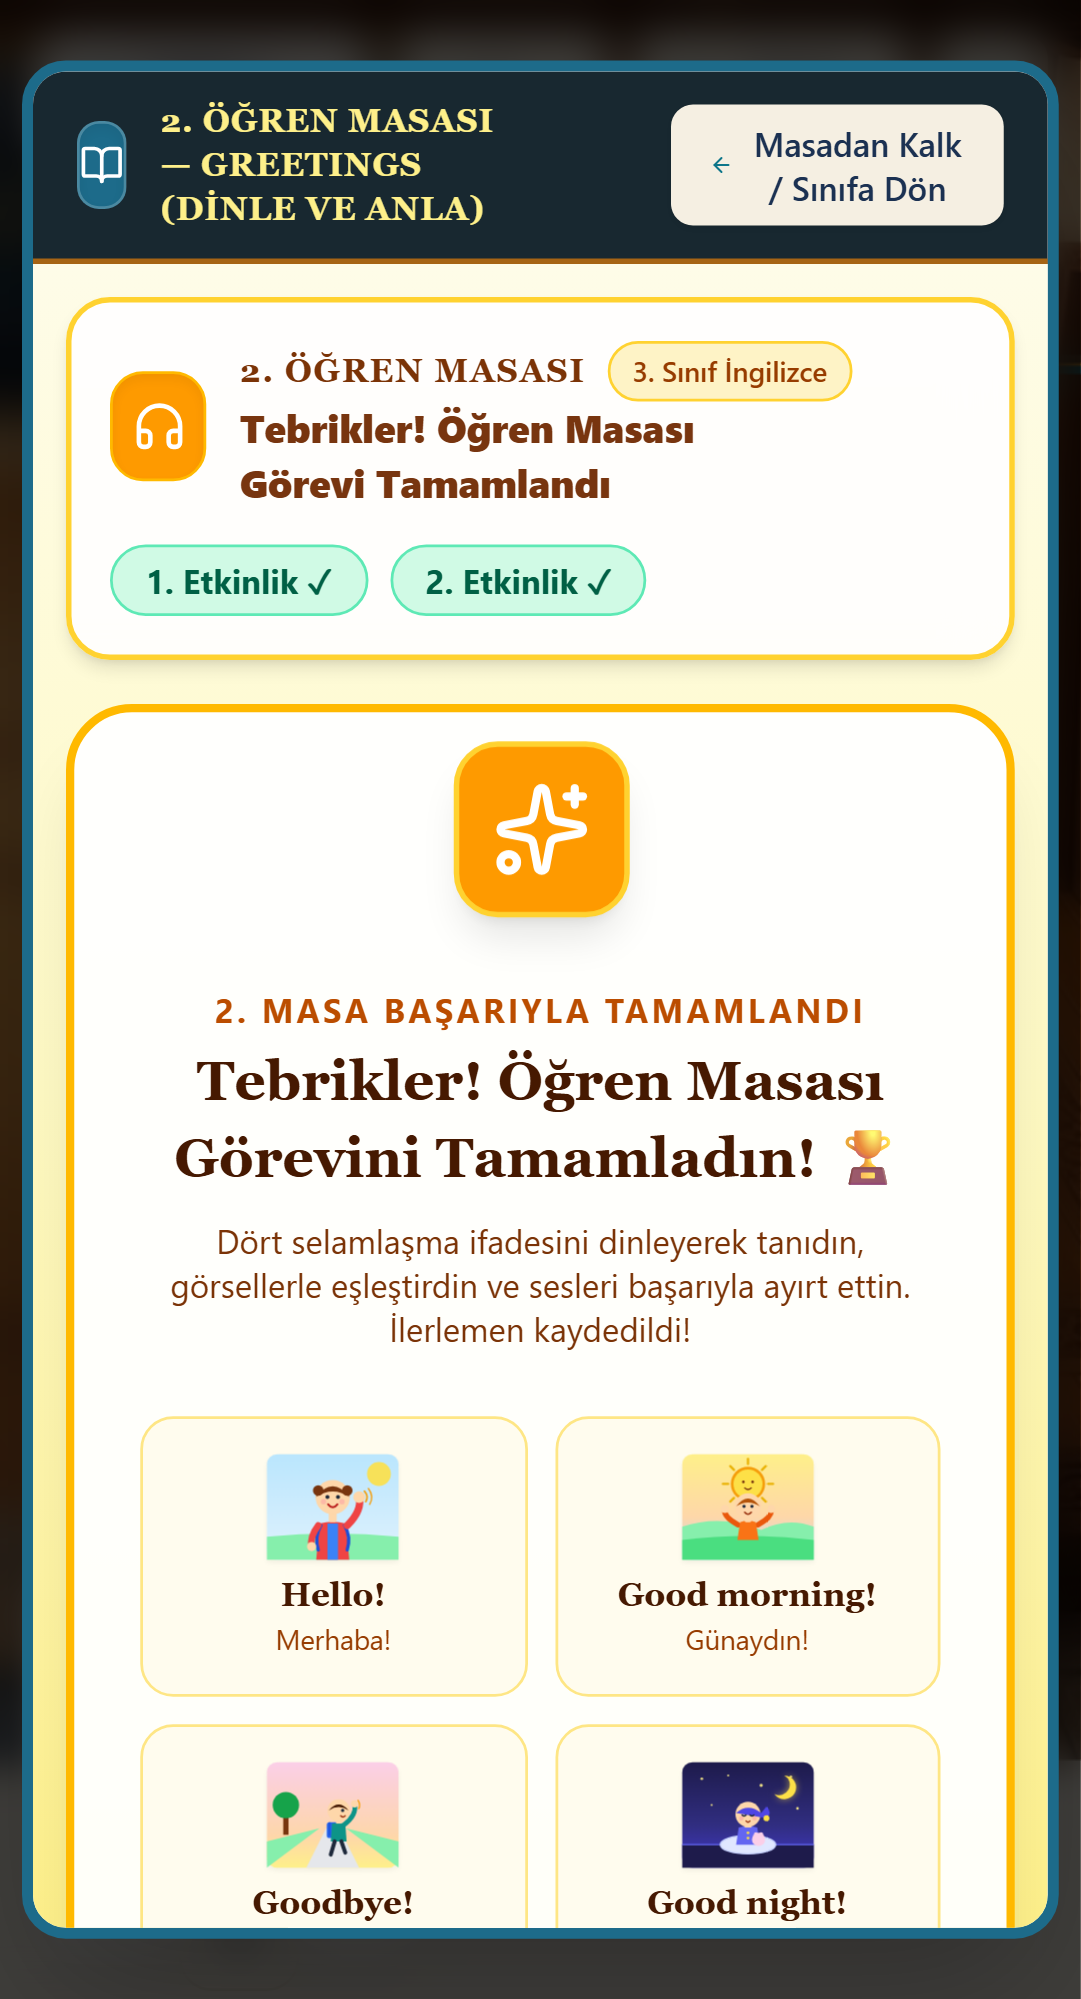 2. ÖĞREN MASASI
— GREETINGS
(DİNLE VE ANLA)
← Masadan Kalk
/ Sınıfa Dön
2. ÖĞREN MASASI
3. Sınıf İngilizce
Tebrikler! Öğren Masası
Görevi Tamamlandı
1. Etkinlik ✓
2. Etkinlik ✓
2. MASA BAŞARIYLA TAMAMLANDI
Tebrikler! Öğren Masası
Görevini Tamamladın! 🏆
Dört selamlaşma ifadesini dinleyerek tanıdın,
görsellerle eşleştirdin ve sesleri başarıyla ayırt ettin.
İlerlemen kaydedildi!
Hello!
Merhaba!
Good morning!
Günaydın!
Goodbye!
Good night!